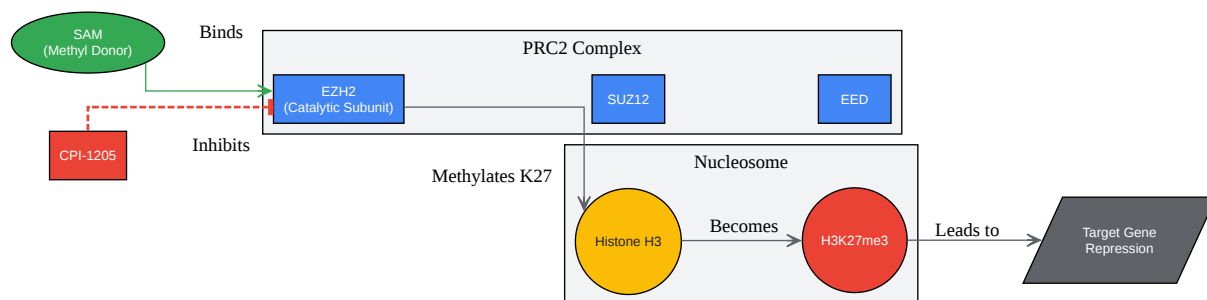 SAM
(Methyl Donor)
Binds
PRC2 Complex
EZH2
(Catalytic Subunit)
SUZ12
EED
Inhibits
CPI-1205
Methylates K27
Nucleosome
Histone H3
Becomes
H3K27me3
Leads to
Target Gene
Repression